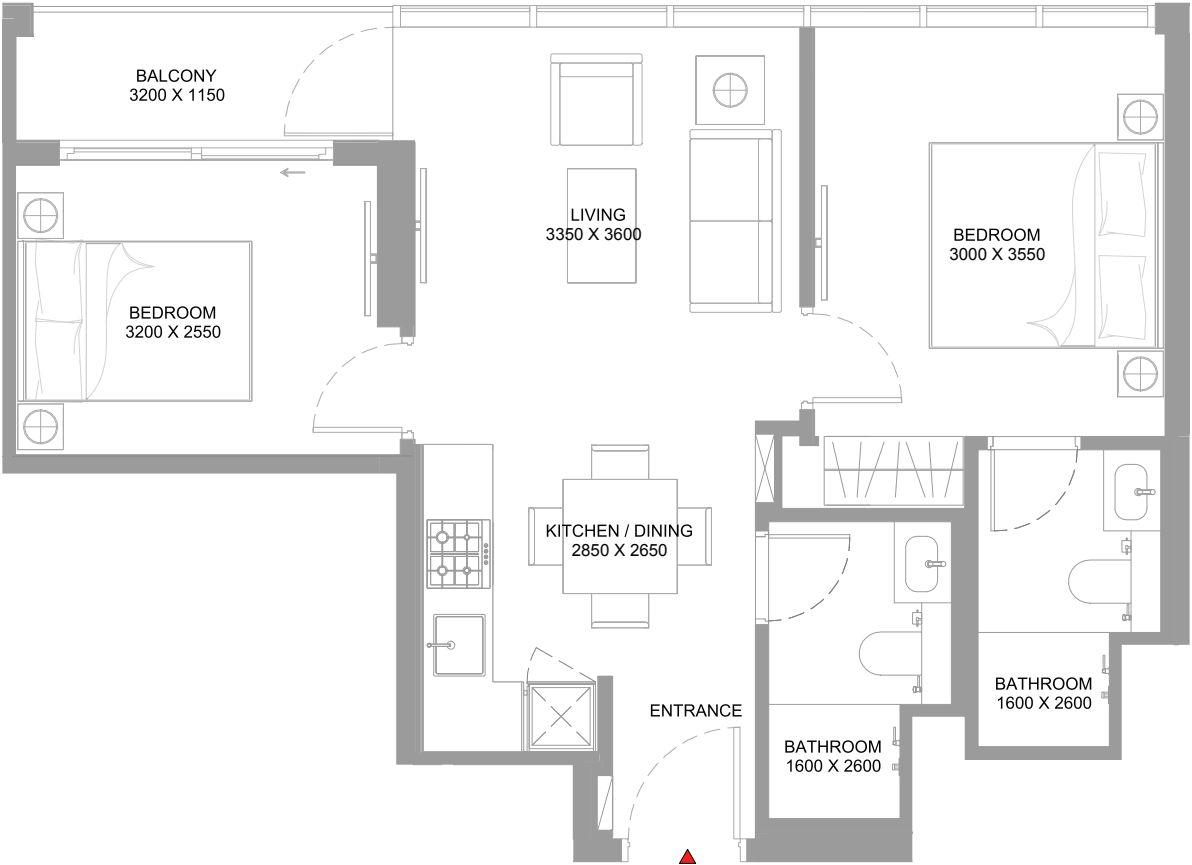 BALCONY
3200 X 1150
LIVING
3350 X 3600
BEDROOM
3000 X 3550
BEDROOM
3200 X 2550
KITCHEN / DINING
2850 X 2650
ENTRANCE
BATHROOM
1600 X 2600
BATHROOM
1600 X 2600